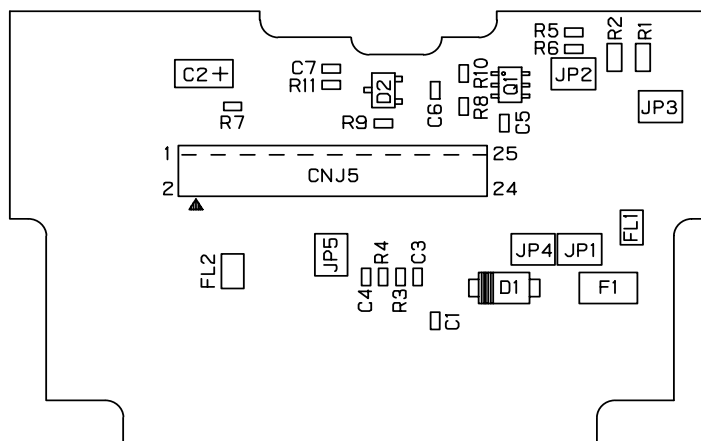 R5
R6
R2
R1
C2+
C7
R11
D2
C6
R10
R8
Q1
JP2
JP3
R7
R9
C5
1
25
CNJ5
2
24
FL1
FL2
JP5
C4
R4
R3
C3
JP4
JP1
D1
F1
C1